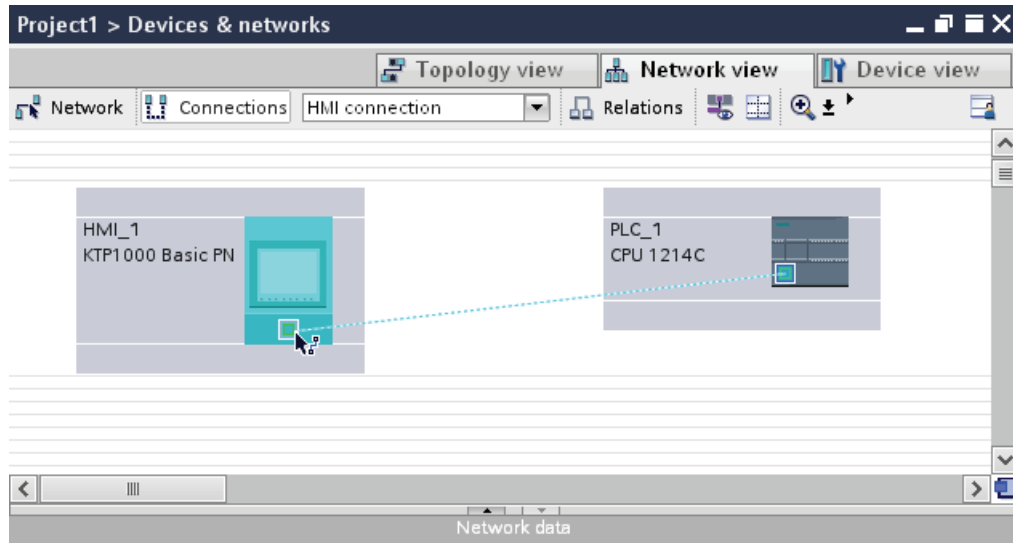 Project1 > Devices & networks
Topology view Network view Device view
Network Connections HMI connection Relations
HMI_1
KTP1000 Basic PN
PLC_1
CPU 1214C
Network data